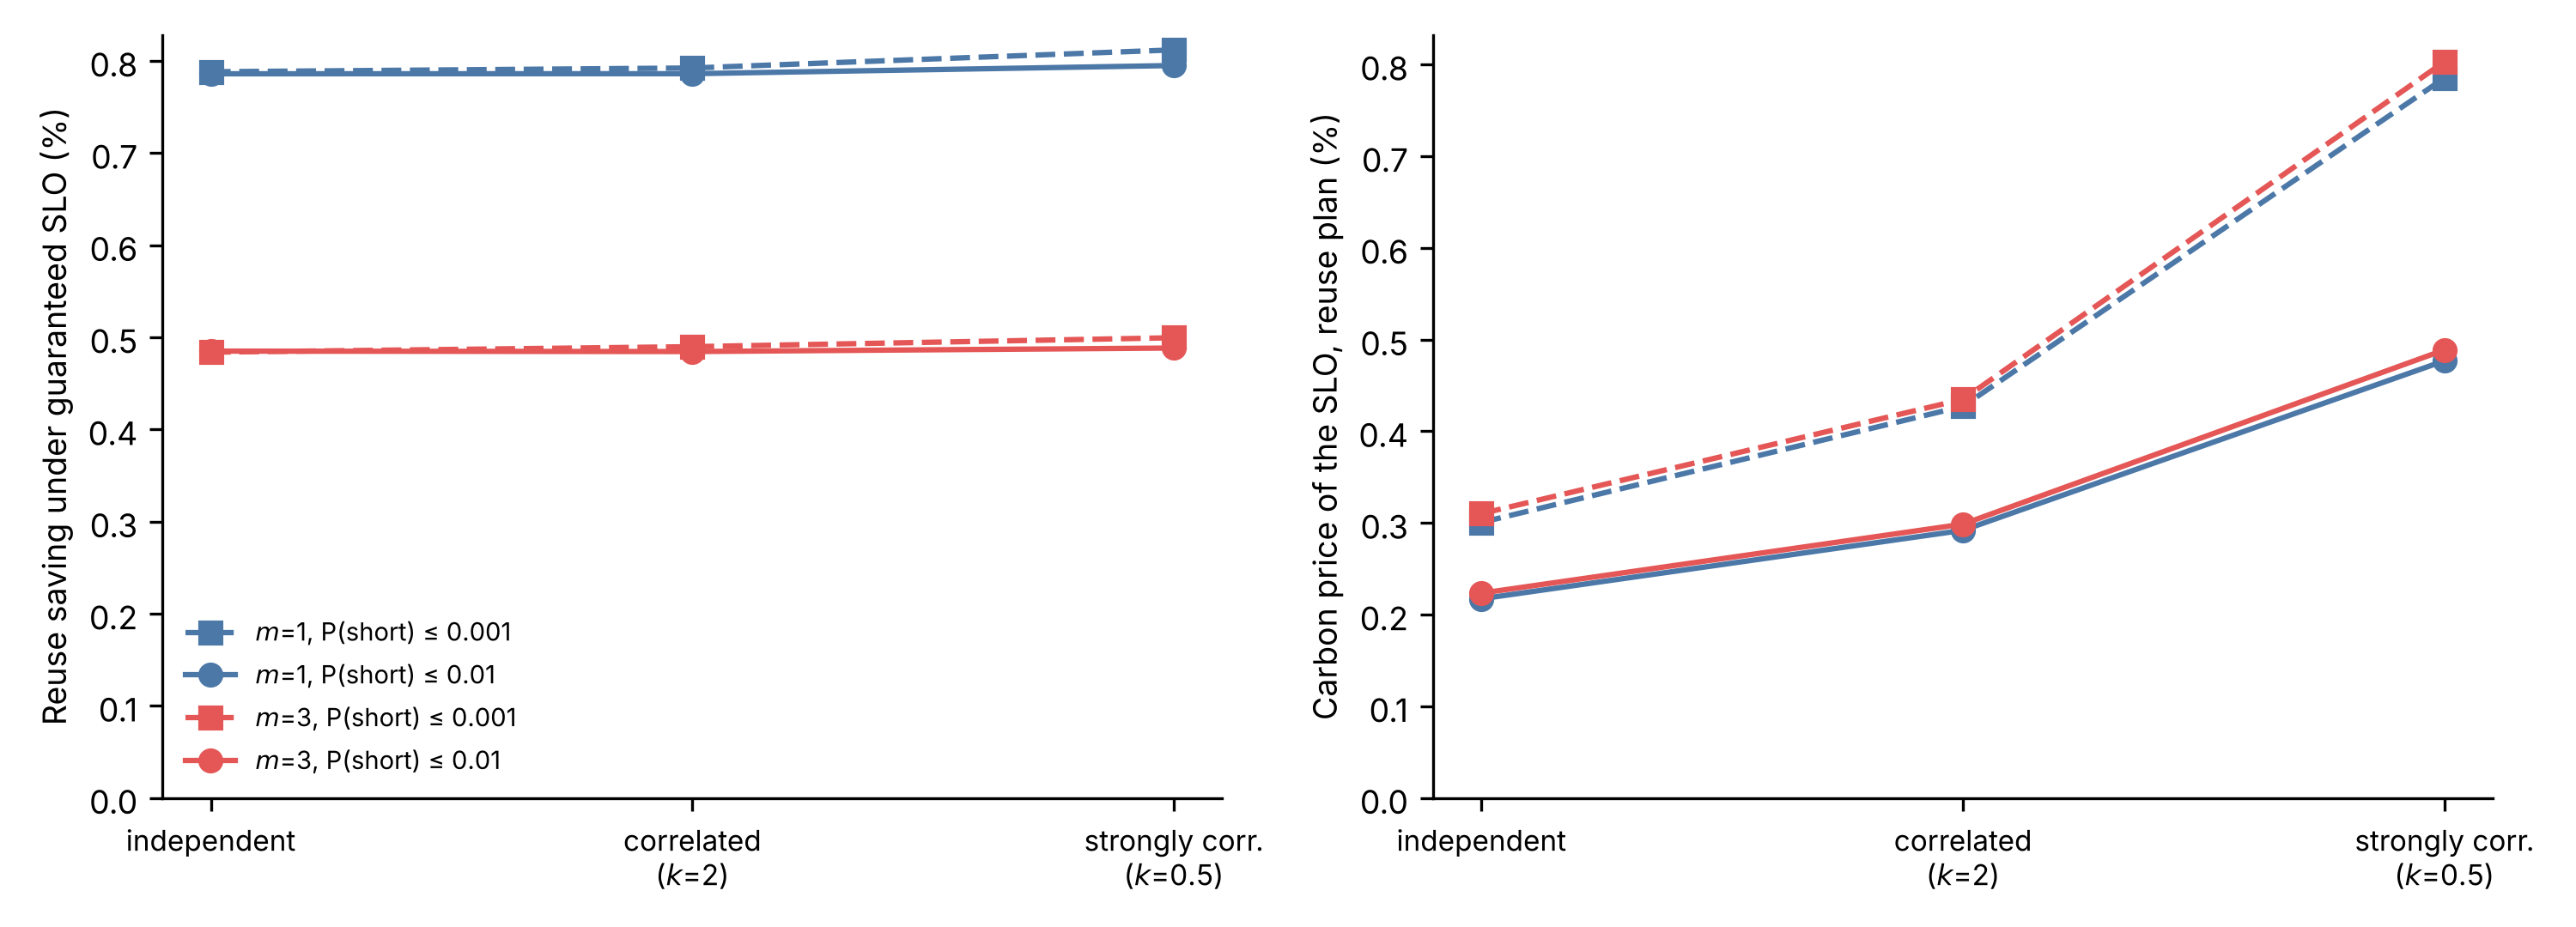 Reuse saving under guaranteed SLO (%)
0.8
0.7
0.6
0.5
0.4
0.3
0.2
0.1
0.0
m=1, P(short) ≤ 0.001
m=1, P(short) ≤ 0.01
m=3, P(short) ≤ 0.001
m=3, P(short) ≤ 0.01
independent
correlated
(k=2)
strongly corr.
(k=0.5)
Carbon price of the SLO, reuse plan (%)
0.8
0.7
0.6
0.5
0.4
0.3
0.2
0.1
0.0
independent
correlated
(k=2)
strongly corr.
(k=0.5)